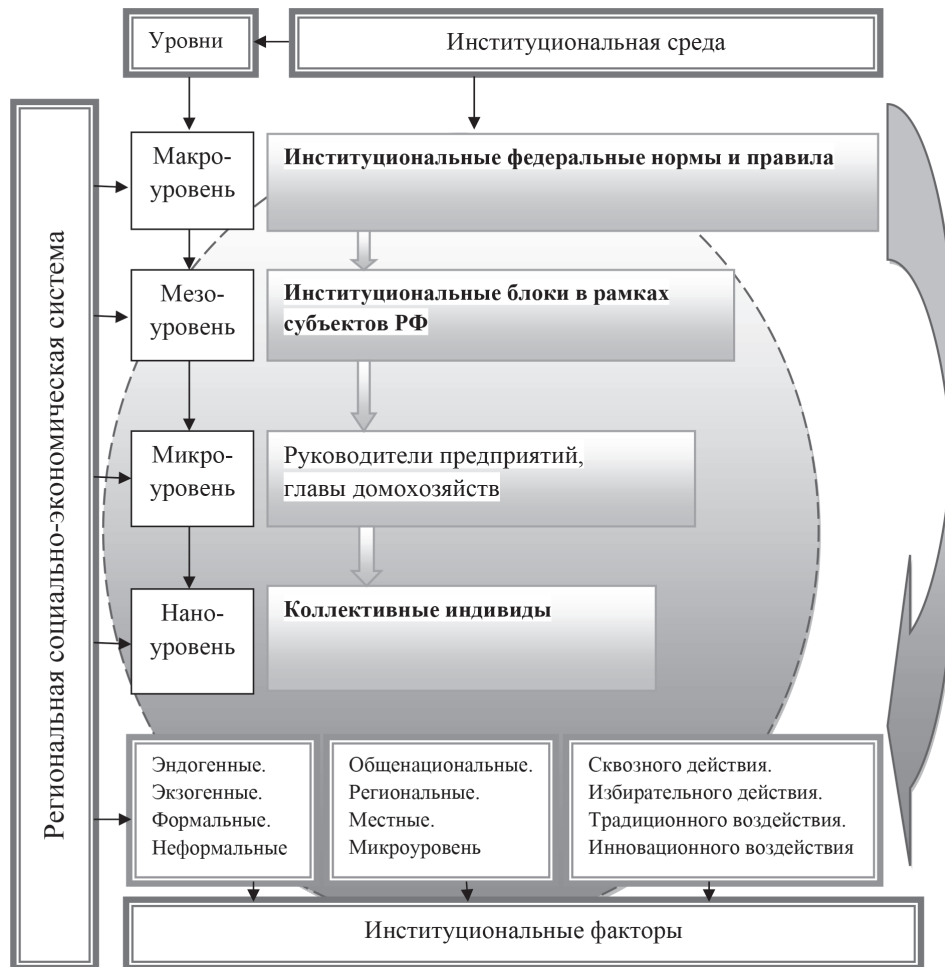 Уровни
Институциональная среда
Региональная социально-экономическая система
Макро-
уровень
Институциональные федеральные нормы и правила
Мезо-
уровень
Институциональные блоки в рамках
субъектов РФ
Микро-
уровень
Руководители предприятий,
главы домохозяйств
Нано-
уровень
Коллективные индивиды
Эндогенные.
Экзогенные.
Формальные.
Неформальные
Общенациональные.
Региональные.
Местные.
Микроуровень
Сквозного действия.
Избирательного действия.
Традиционного воздействия.
Инновационного воздействия
Институциональные факторы